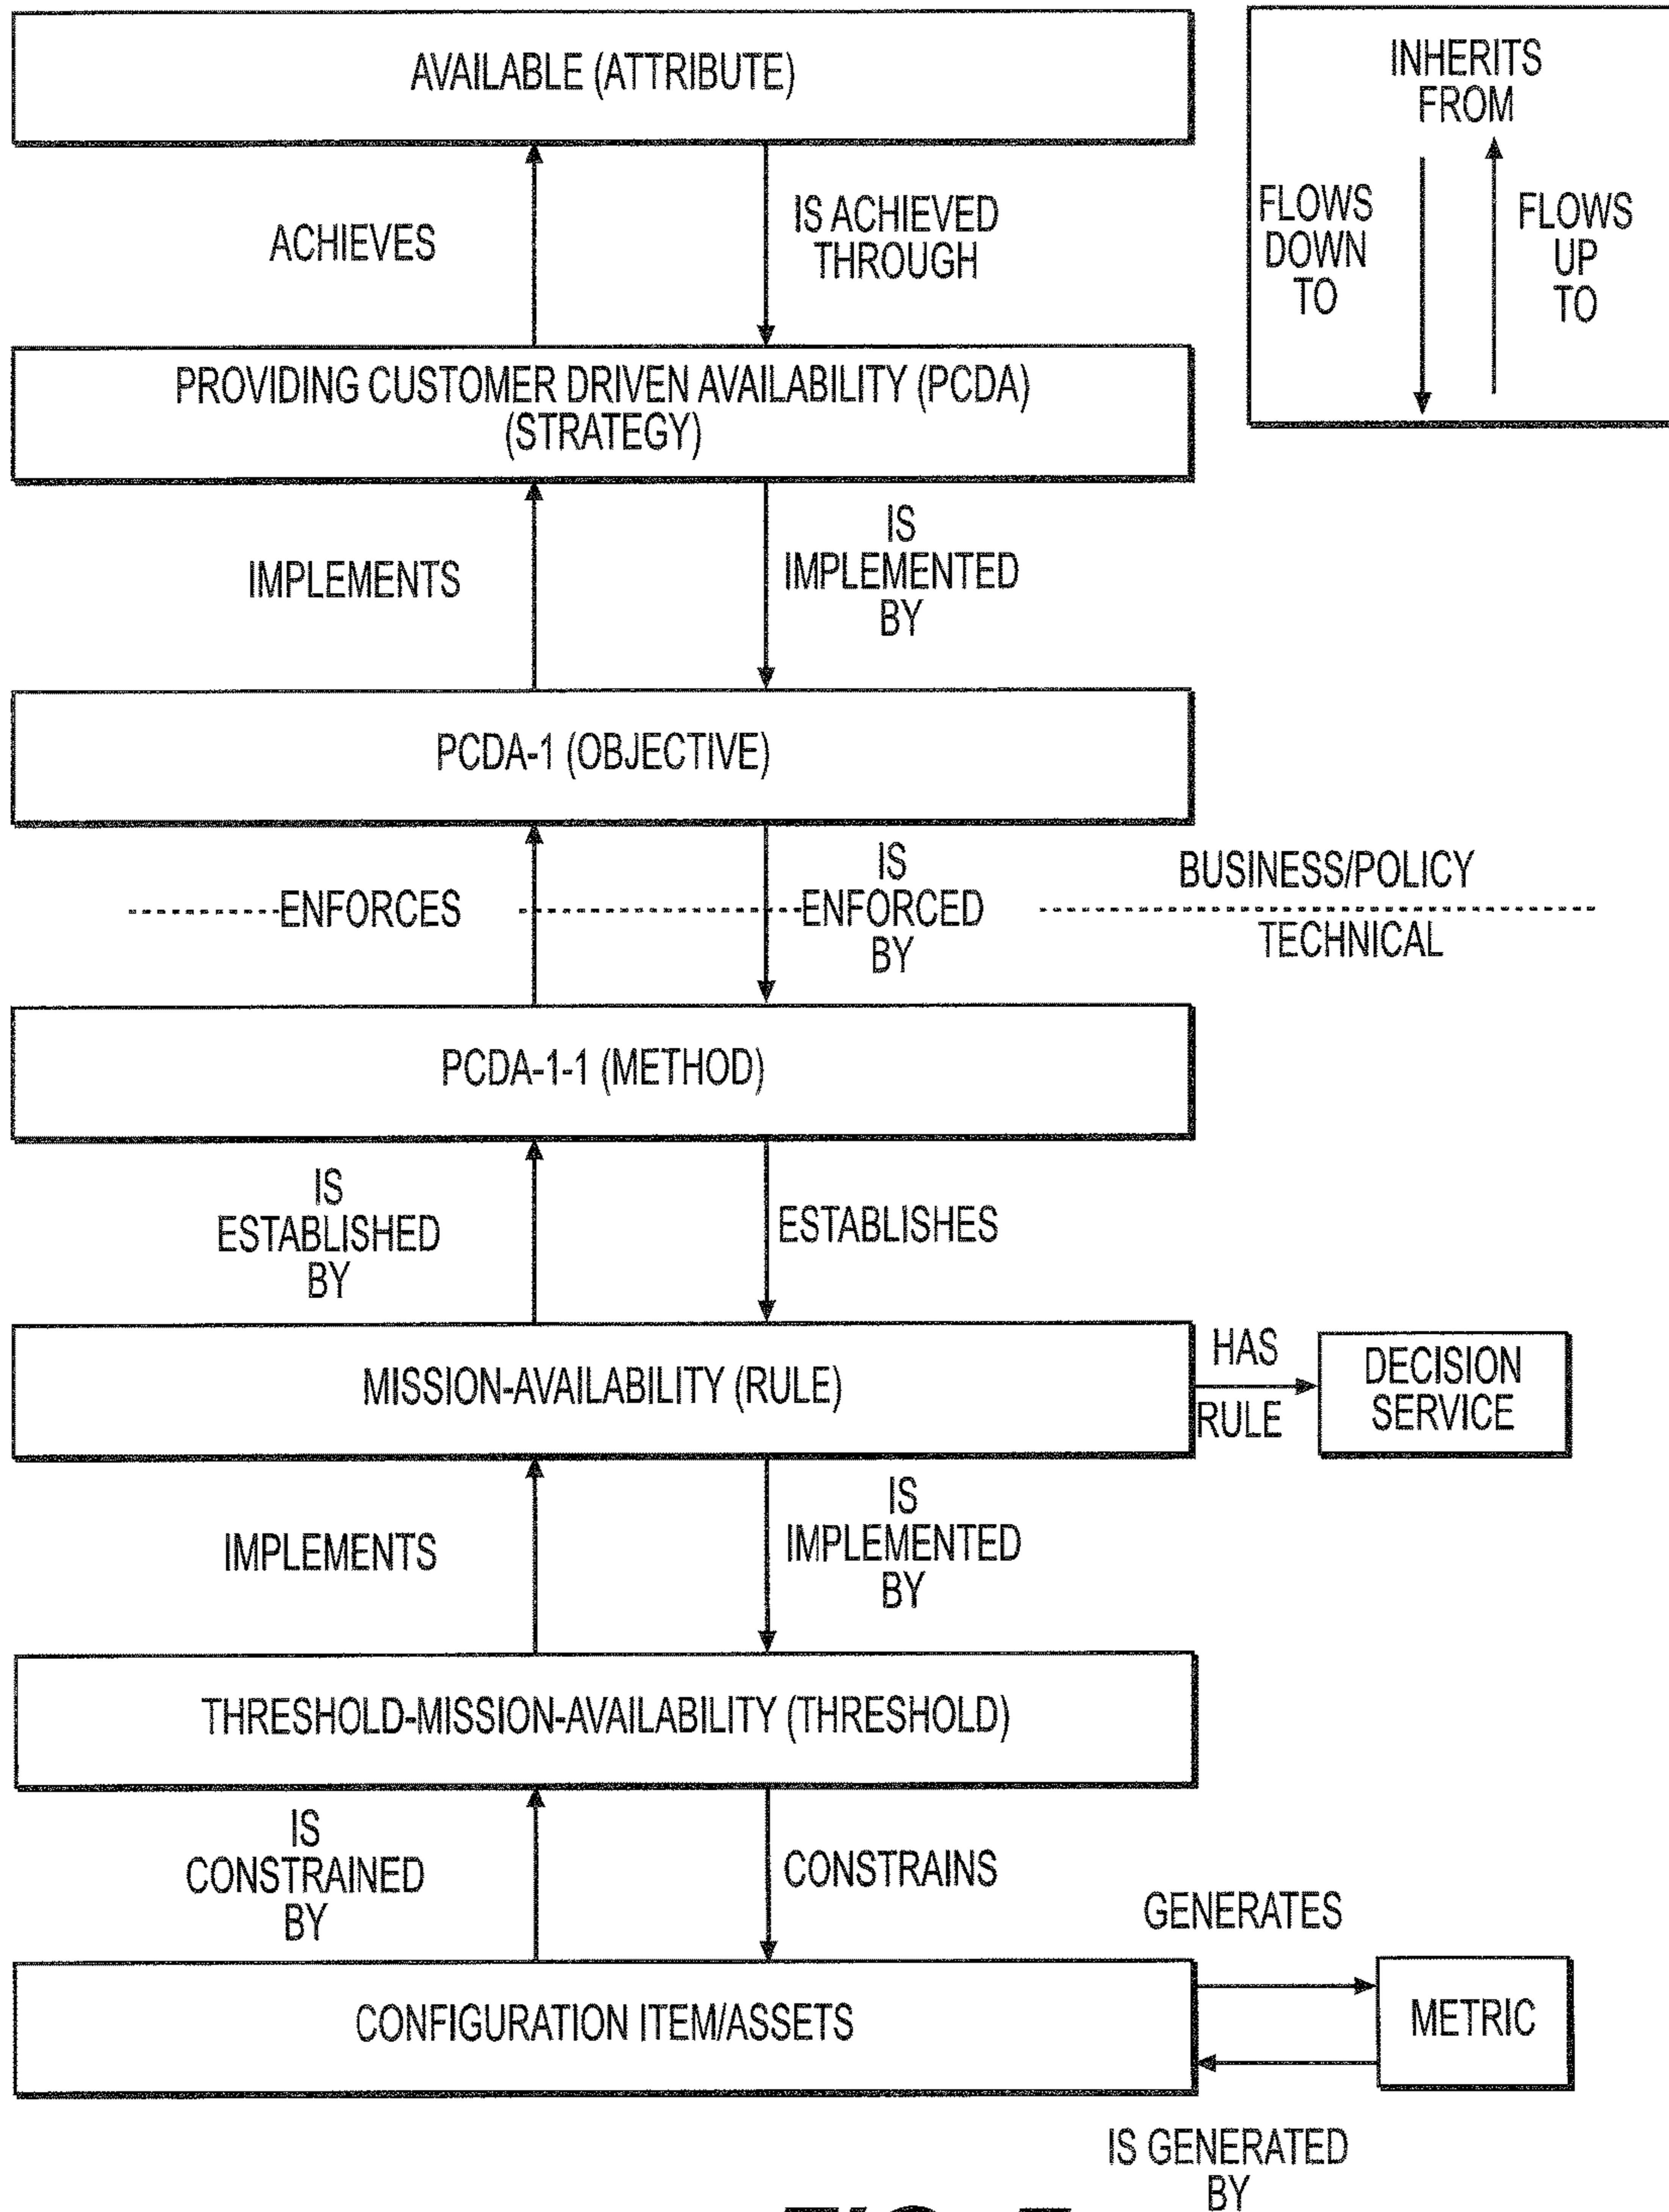 AVAILABLE (ATTRIBUTE)
INHERITS
FROM
FLOWS
DOWN
TO
FLOWS
UP
TO
ACHIEVES
IS ACHIEVED
THROUGH
PROVIDING CUSTOMER DRIVEN AVAILABILITY (PCDA)
(STRATEGY)
IMPLEMENTS
IS
IMPLEMENTED
BY
PCDA-1 (OBJECTIVE)
ENFORCES
IS
ENFORCED
BY
BUSINESS/POLICY
TECHNICAL
PCDA-1-1 (METHOD)
IS
ESTABLISHED
BY
ESTABLISHES
MISSION-AVAILABILITY (RULE)
HAS
RULE
DECISION
SERVICE
IMPLEMENTS
IS
IMPLEMENTED
BY
THRESHOLD-MISSION-AVAILABILITY (THRESHOLD)
IS
CONSTRAINED
BY
CONSTRAINS
GENERATES
CONFIGURATION ITEM/ASSETS
METRIC
IS GENERATED
BY